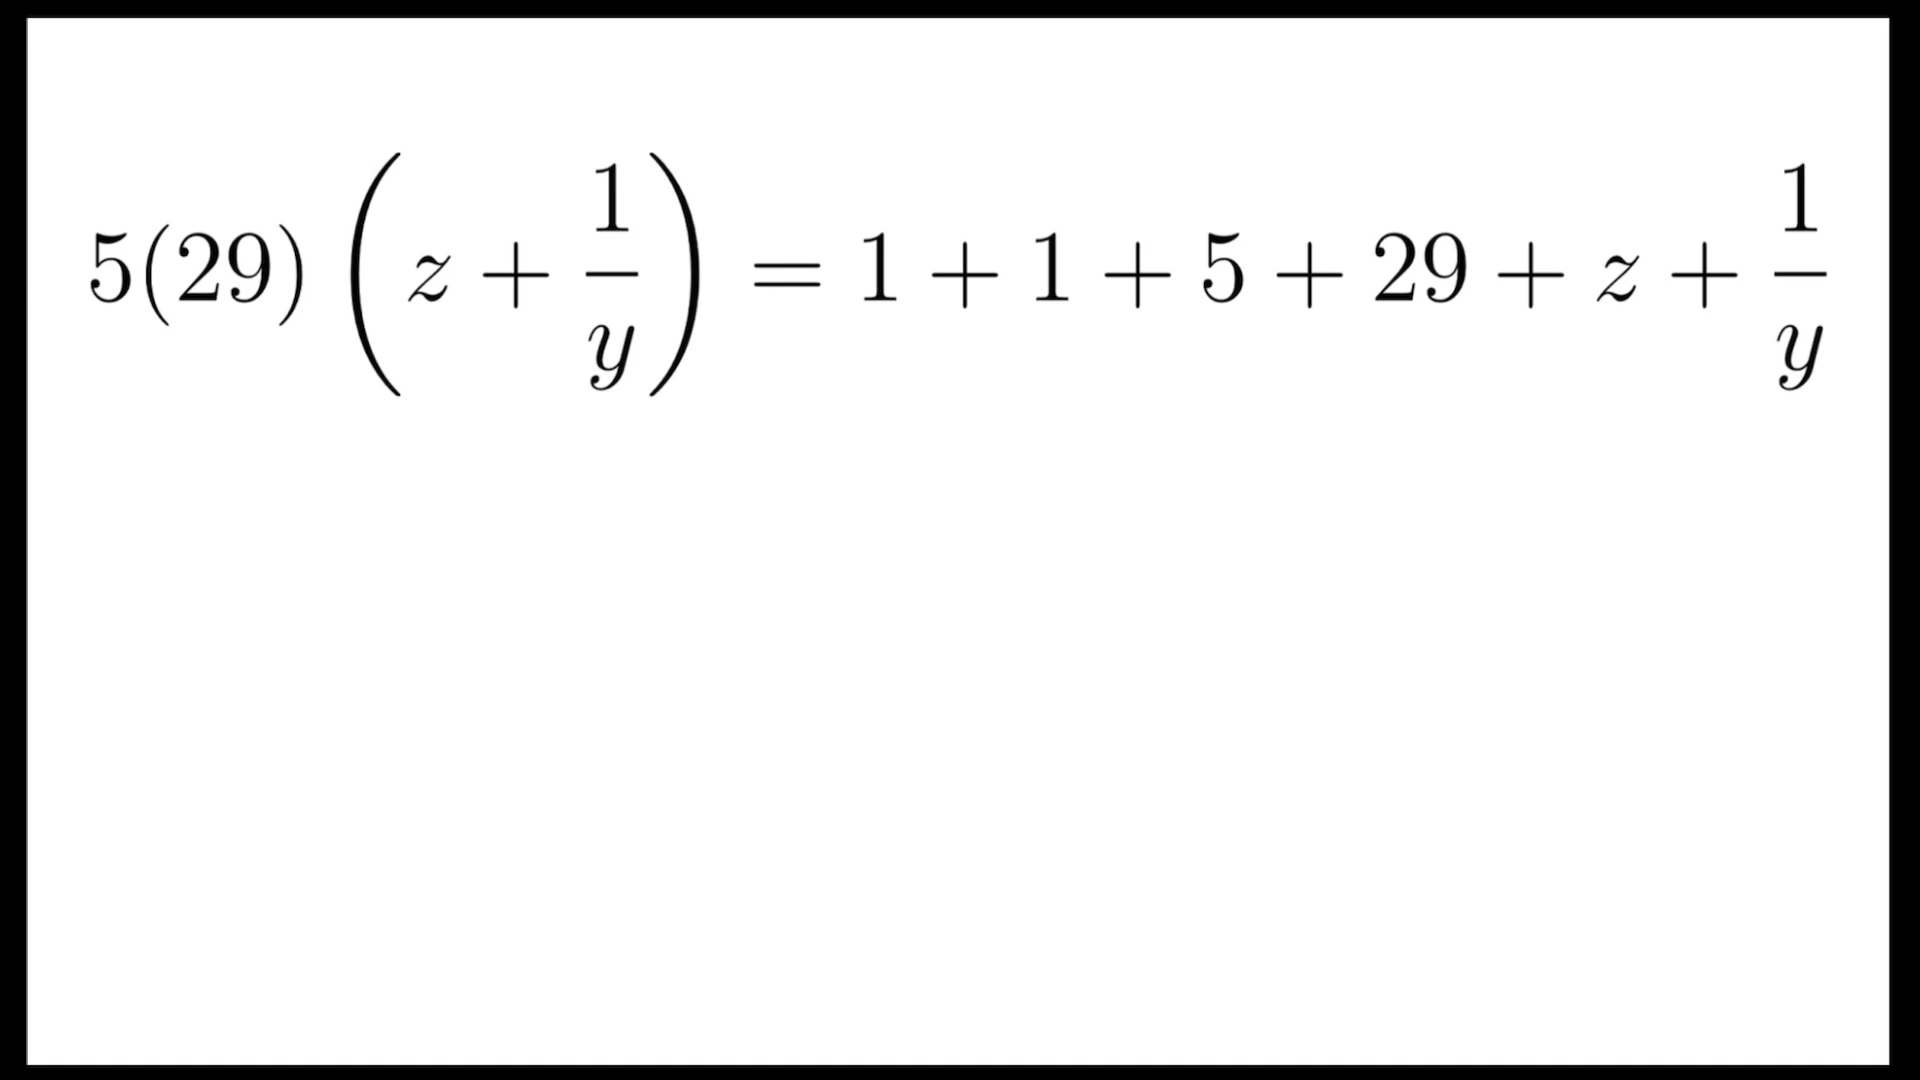 5(29) (z + 1/y) = 1 + 1 + 5 + 29 + z + 1/y